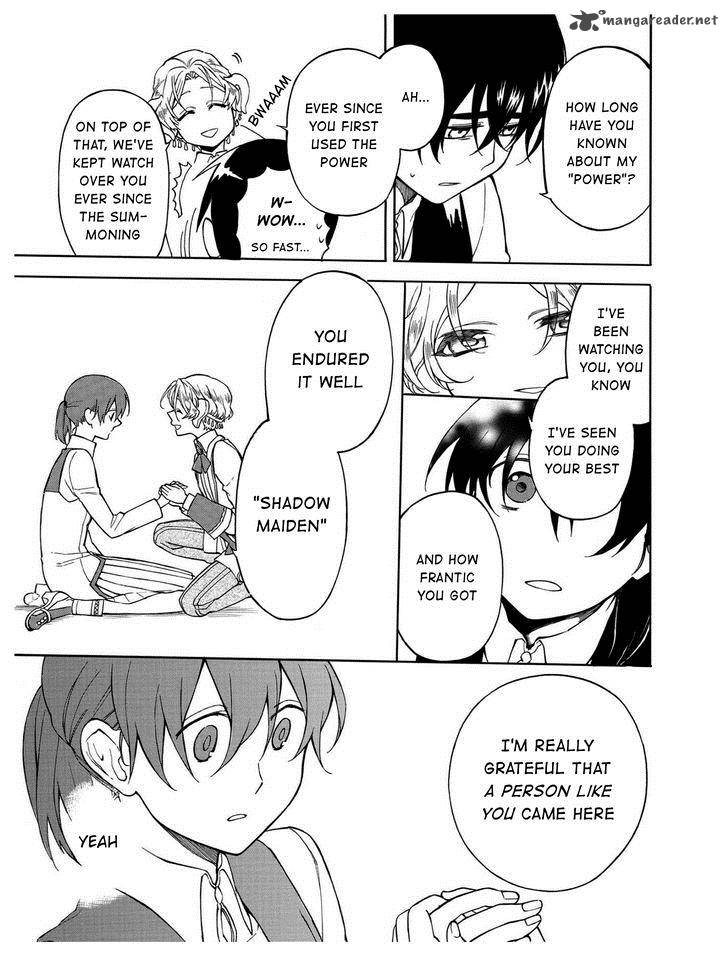 mangareader.net
HOW LONG
HAVE YOU
KNOWN
ABOUT MY
"POWER"?
AH...
EVER SINCE
YOU FIRST
USED THE
POWER
BWAAAM
W-
WOW...
SO FAST...
ON TOP OF
THAT, WE'VE
KEPT WATCH
OVER YOU
EVER SINCE
THE SUM-
MONING
I'VE
BEEN
WATCHING
YOU, YOU
KNOW
I'VE SEEN
YOU DOING
YOUR BEST
AND HOW
FRANTIC
YOU GOT
YOU
ENDURED
IT WELL
"SHADOW
MAIDEN"
I'M REALLY
GRATEFUL THAT
A PERSON LIKE
YOU CAME HERE
YEAH